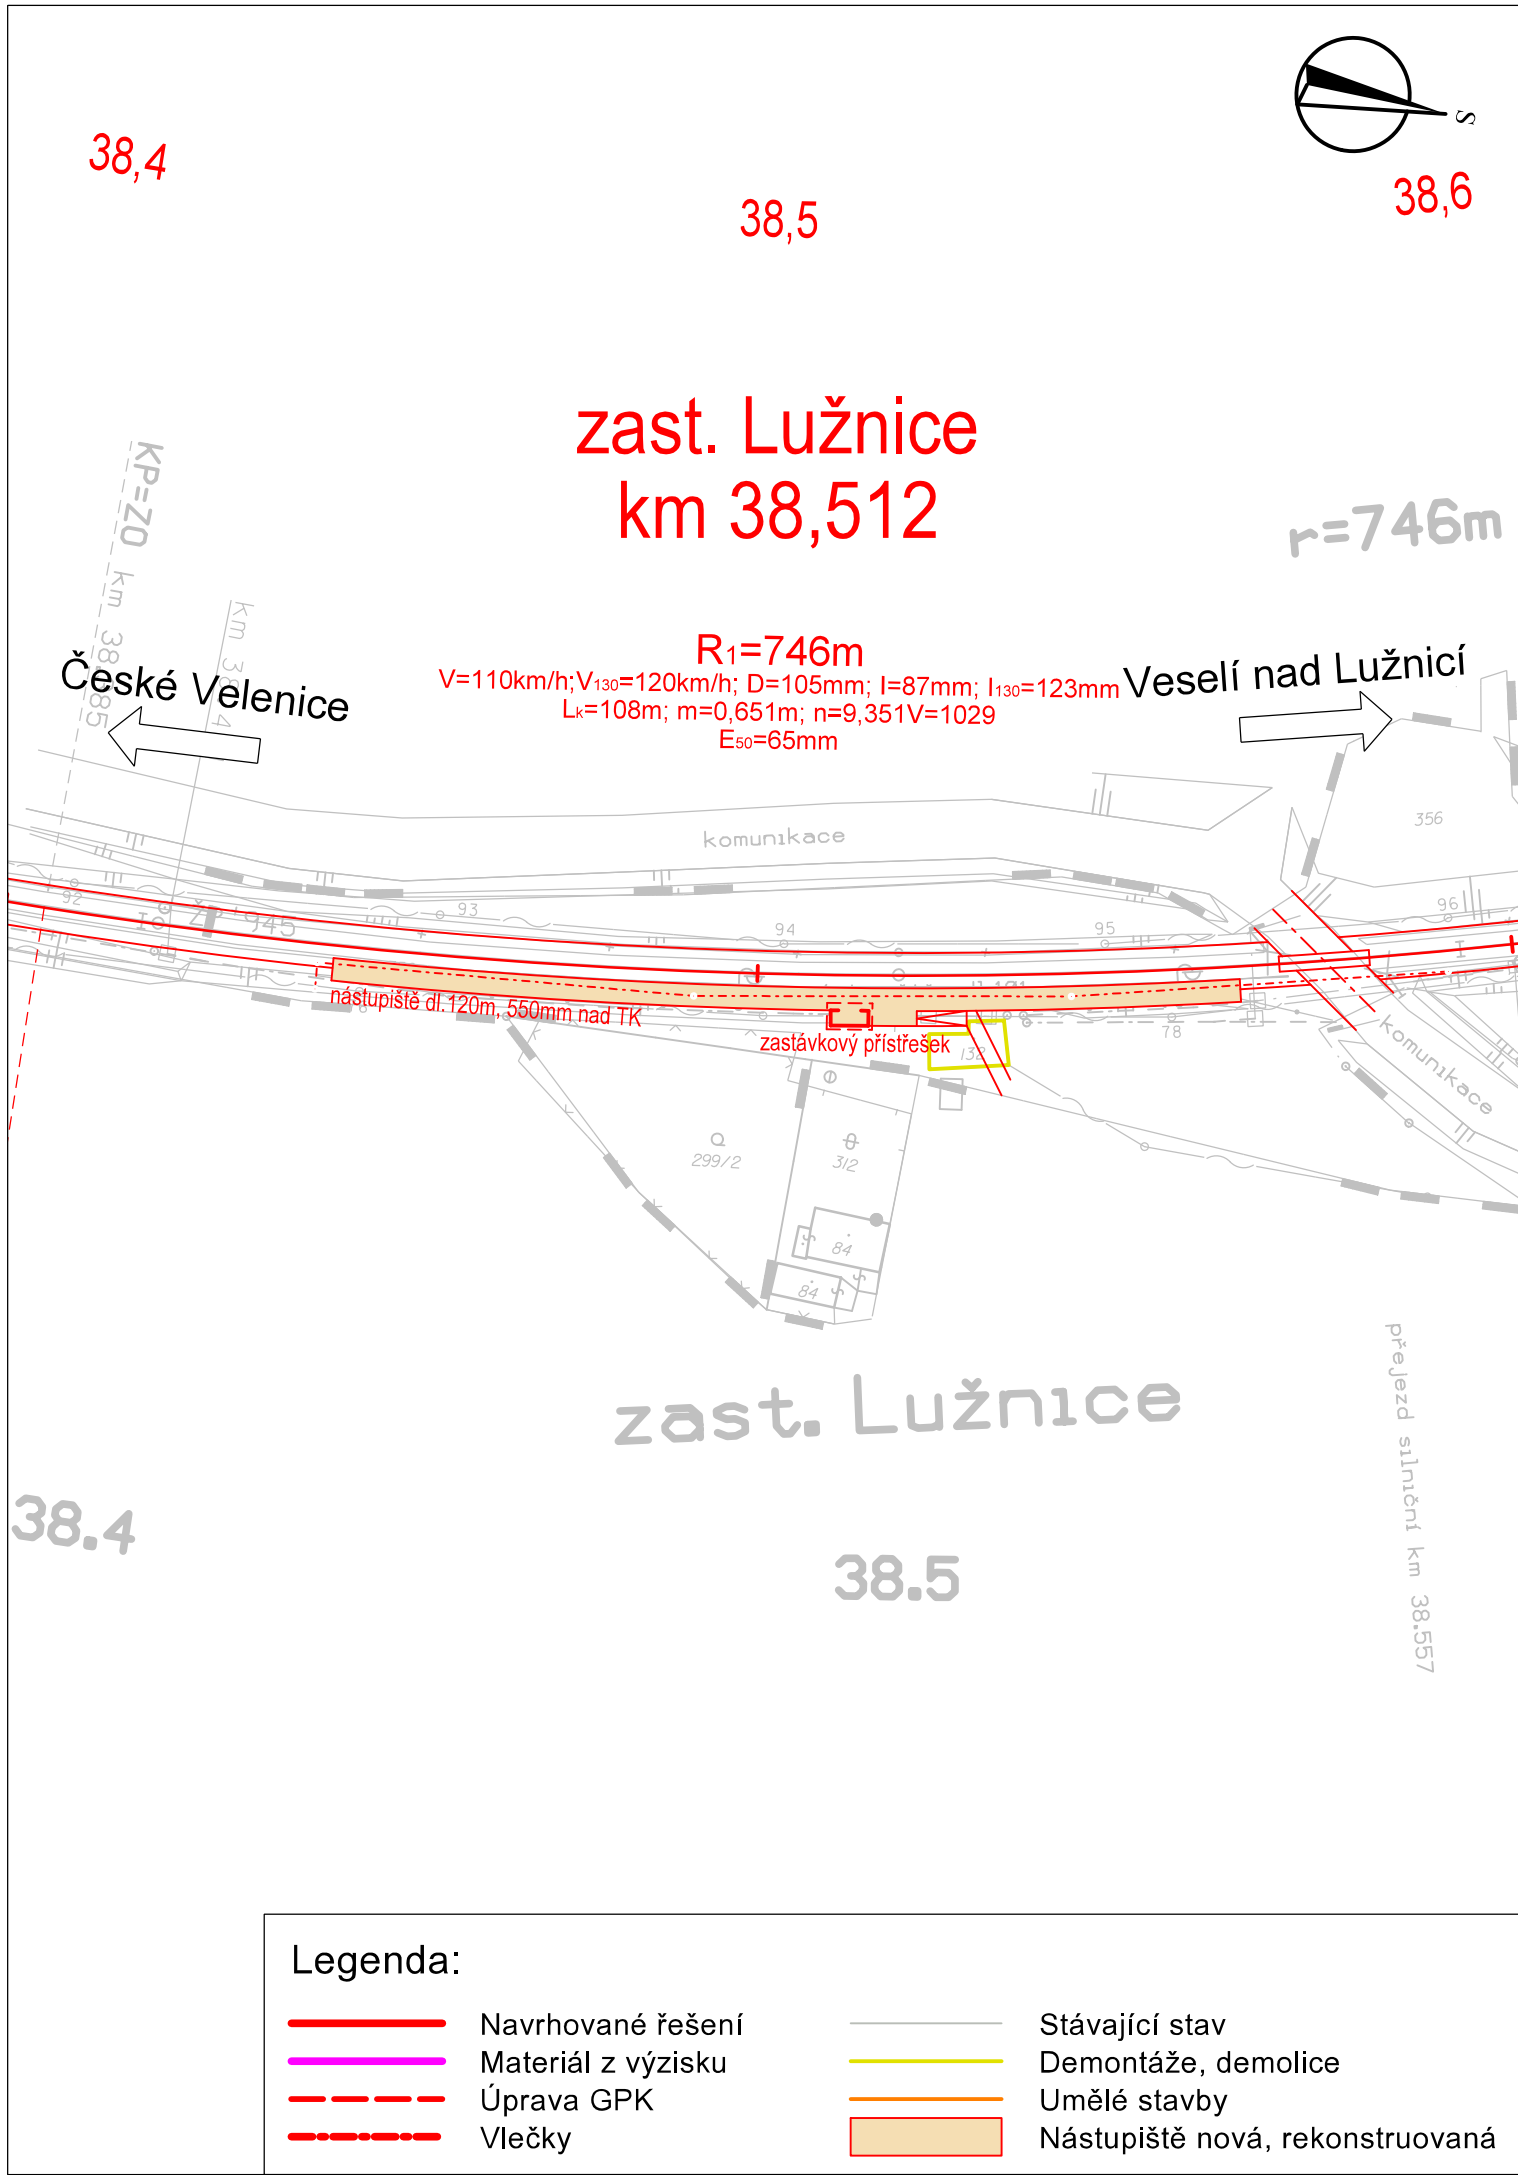 S
38,4
38,5
38,6
zast. Lužnice
km 38,512
KP=ZO km 38.385
km 38.4
r=746m
R1=746m
V=110km/h;V130=120km/h; D=105mm; I=87mm; I130=123mm
Lk=108m; m=0,651m; n=9,351V=1029
E50=65mm
České Velenice
Veselí nad Lužnicí
356
komunikace
92
93
94
95
96
945
nástupiště dl.120m, 550mm nad TK
zastávkový přístřešek
132
78
komunikace
299/2
312
84
84
zast. Lužnice
přejezd silniční km 38.557
38.4
38.5
Legenda:
Navrhované řešení
Materiál z výzisku
Úprava GPK
Vlečky
Stávající stav
Demontáže, demolice
Umělé stavby
Nástupiště nová, rekonstruovaná